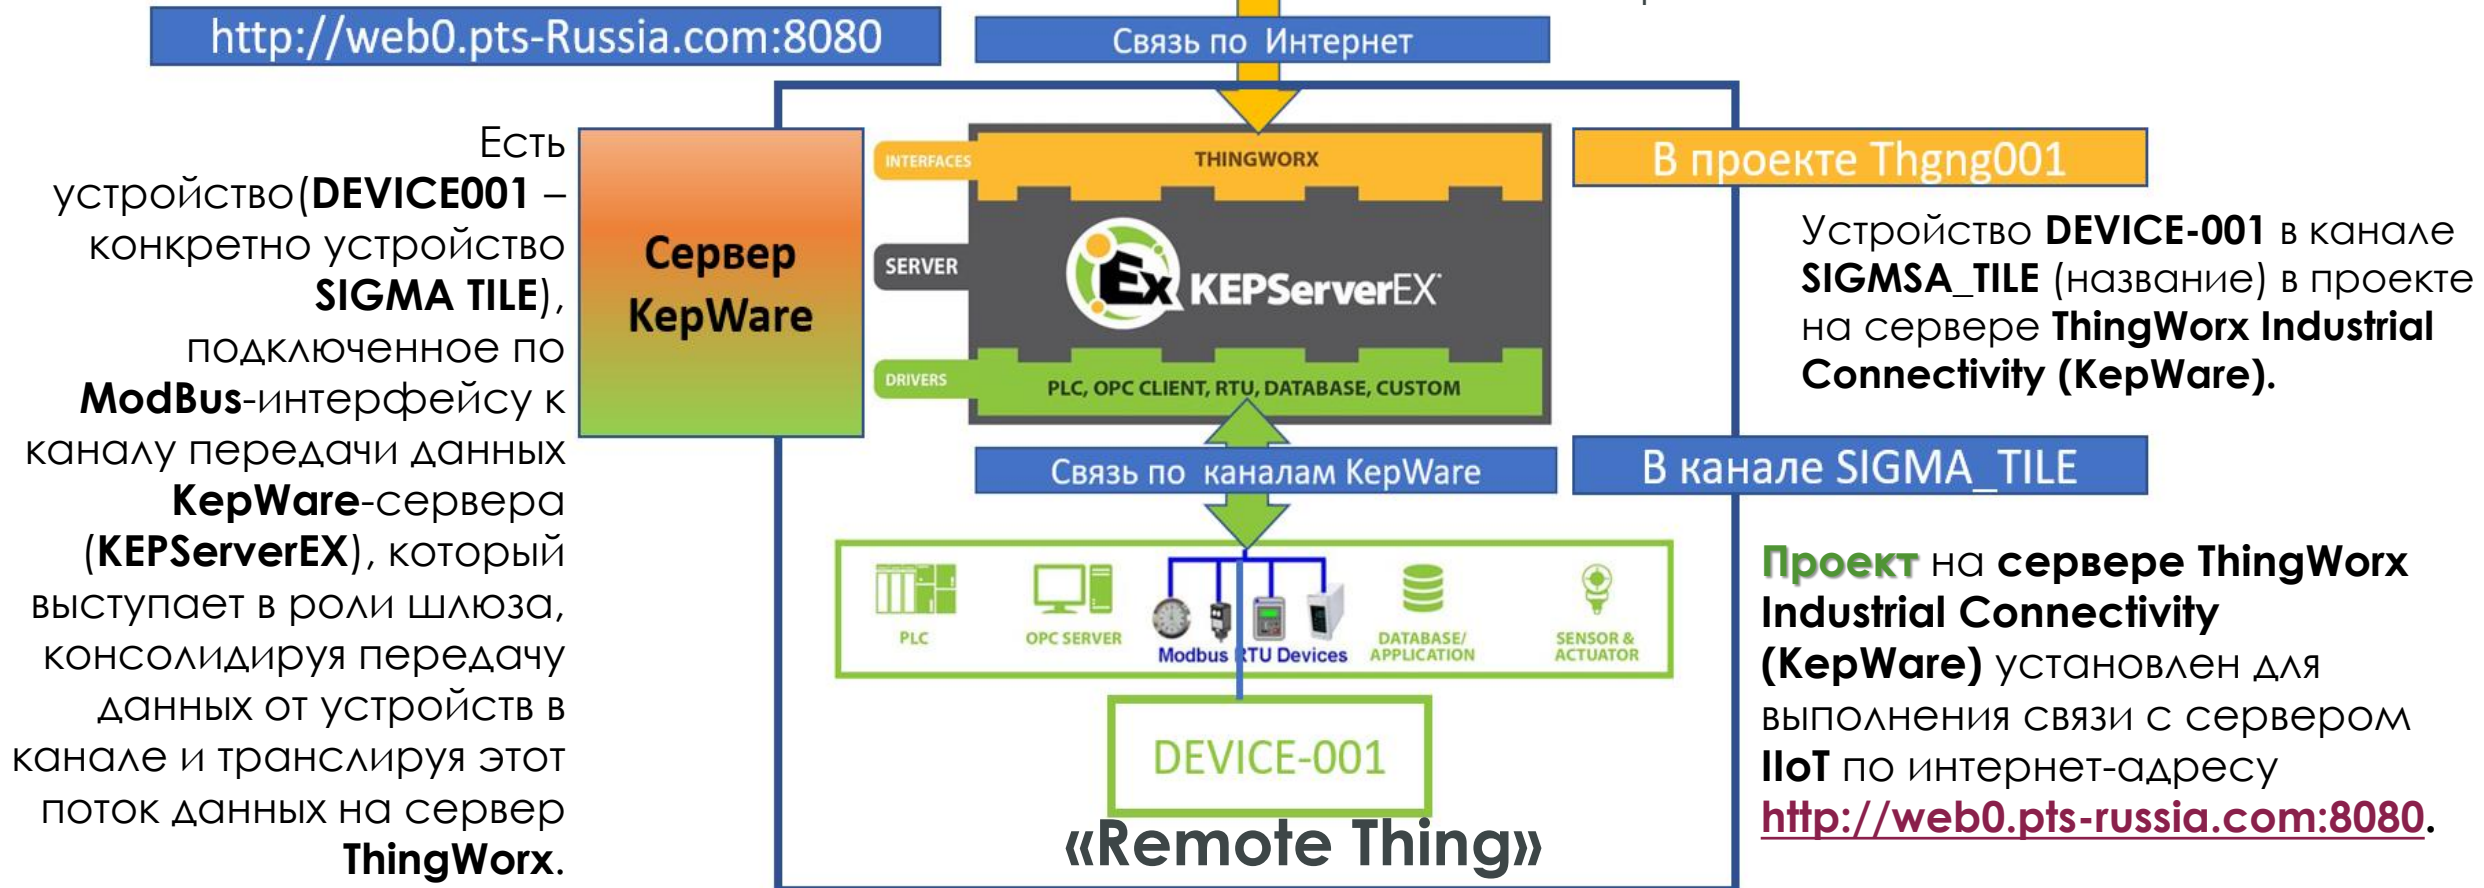 http://web0.pts-Russia.com:8080
Связь по Интернет
Есть
устройство(DEVICE001 –
конкретно устройство
SIGMA TILE),
подключенное по
ModBus-интерфейсу к
каналу передачи данных
KepWare-сервера
(KEPServerEX), который
выступает в роли шлюза,
консолидируя передачу
данных от устройств в
канале и транслируя этот
поток данных на сервер
ThingWorx.
Сервер
KepWare
INTERFACES
THINGWORX
SERVER
Ex KEPServerEX
DRIVERS
PLC, OPC CLIENT, RTU, DATABASE, CUSTOM
Связь по каналам KepWare
PLC
OPC SERVER
Modbus RTU Devices
DATABASE/
APPLICATION
SENSOR &
ACTUATOR
DEVICE-001
«Remote Thing»
В проекте Thgng001
Устройство DEVICE-001 в канале
SIGMSA_TILE (название) в проекте
на сервере ThingWorx Industrial
Connectivity (KepWare).
В канале SIGMA_TILE
Проект на сервере ThingWorx
Industrial Connectivity
(KepWare) установлен для
выполнения связи с сервером
IIoT по интернет-адресу
http://web0.pts-russia.com:8080.